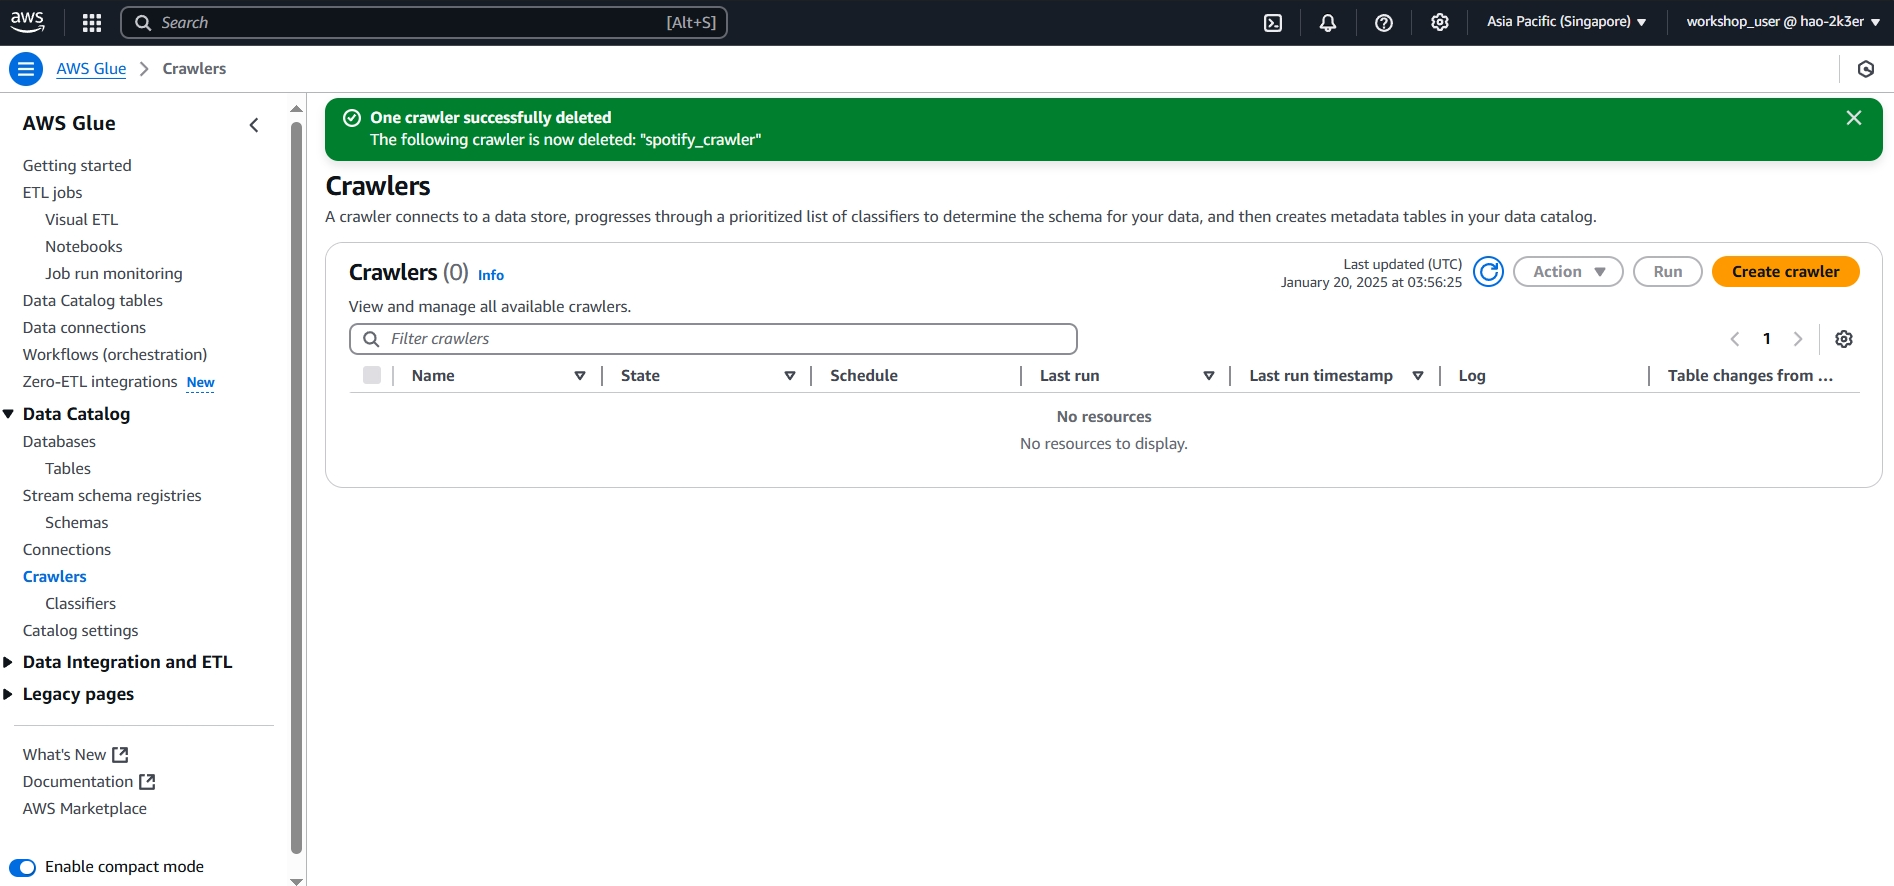 aws
Search [Alt+S]
Asia Pacific (Singapore)
workshop_user @ hao-2k3er
AWS Glue
Crawlers
AWS Glue
Getting started
ETL jobs
Visual ETL
Notebooks
Job run monitoring
Data Catalog tables
Data connections
Workflows (orchestration)
Zero-ETL integrations New
Data Catalog
Databases
Tables
Stream schema registries
Schemas
Connections
Crawlers
Classifiers
Catalog settings
Data Integration and ETL
Legacy pages
What's New
Documentation
AWS Marketplace
Enable compact mode
One crawler successfully deleted
The following crawler is now deleted: "spotify_crawler"
Crawlers
A crawler connects to a data store, progresses through a prioritized list of classifiers to determine the schema for your data, and then creates metadata tables in your data catalog.
Crawlers (0) Info
Last updated (UTC)
January 20, 2025 at 03:56:25
Action
Run
Create crawler
View and manage all available crawlers.
Filter crawlers
1
Name State Schedule Last run Last run timestamp Log Table changes from ...
No resources
No resources to display.